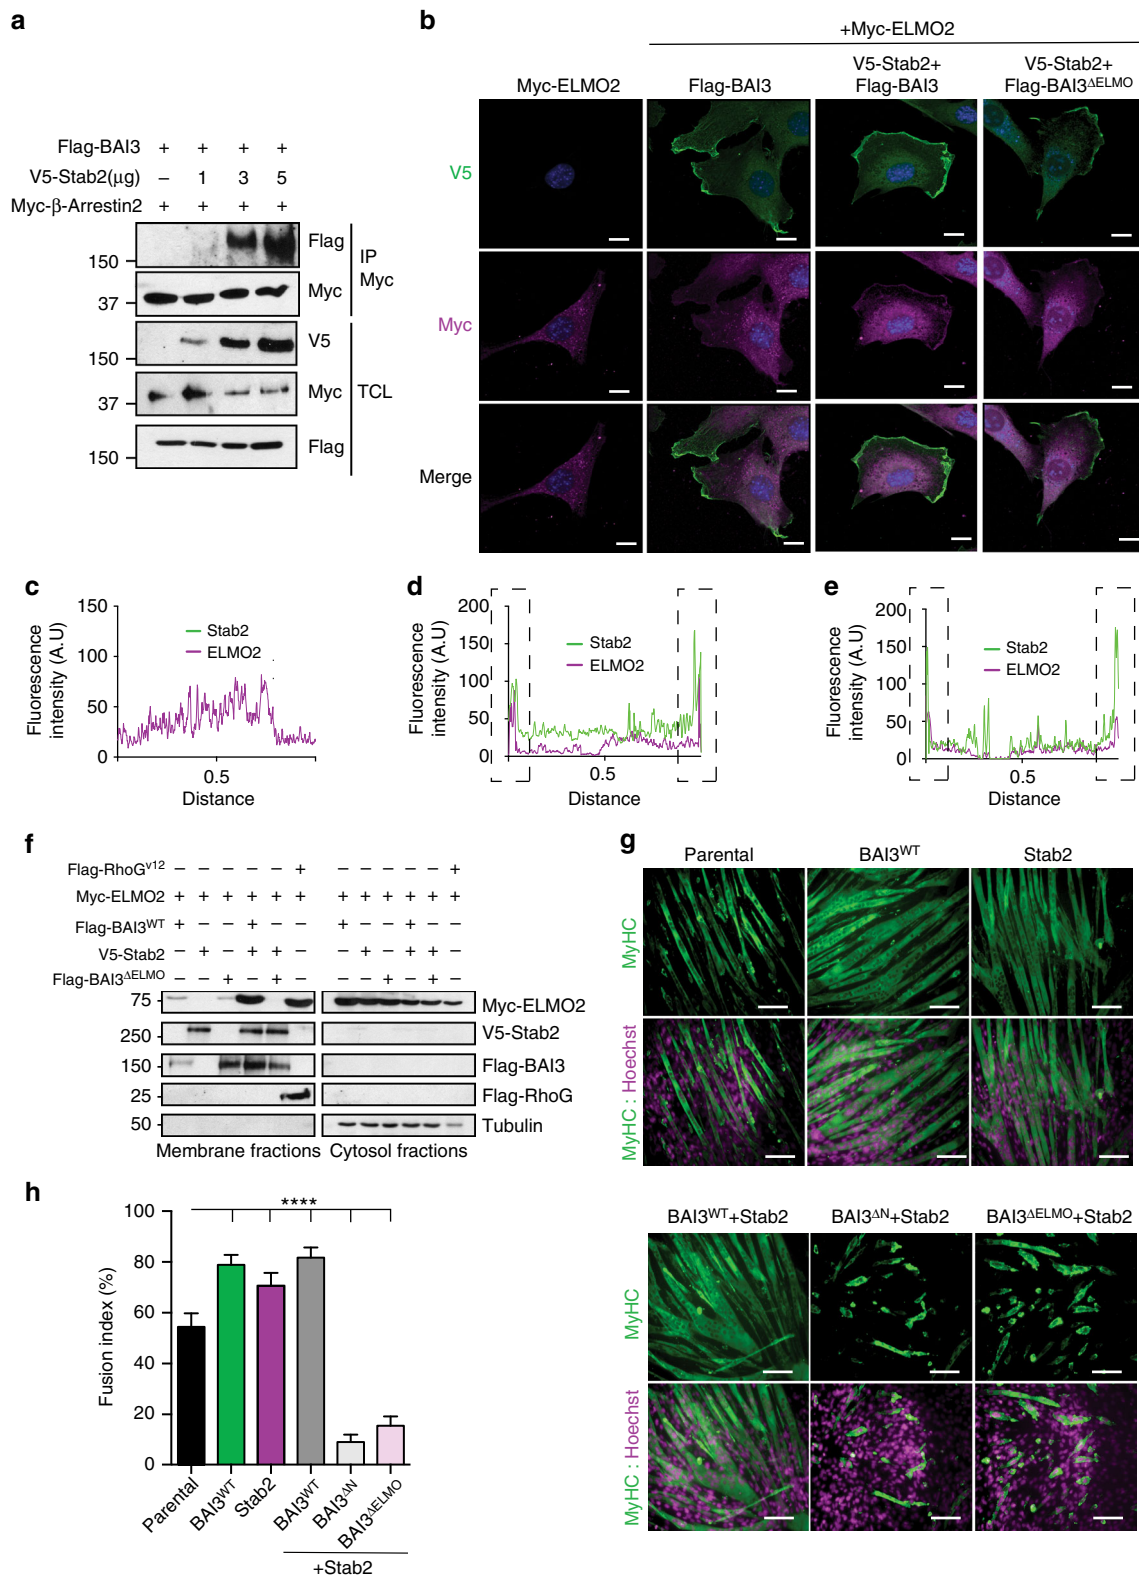 a
Flag-BAI3 + + + +
V5-Stab2(μg) – 1 3 5
Myc-β-Arrestin2 + + + +
150 Flag
37 Myc
IP Myc
150 V5
37 Myc
150 Flag
TCL
b
+Myc-ELMO2
Myc-ELMO2 Flag-BAI3 V5-Stab2+ Flag-BAI3 V5-Stab2+ Flag-BAI3ΔELMO
V5
Myc
Merge
c
Fluorescence intensity (A.U)
150
100
50
0
Stab2
ELMO2
0.5
Distance
d
Fluorescence intensity (A.U)
200
150
100
50
0
Stab2
ELMO2
0.5
Distance
e
Fluorescence intensity (A.U)
200
150
100
50
0
Stab2
ELMO2
0.5
Distance
f
Flag-RhoGv12 – – – – – + – – – – – +
Myc-ELMO2 + + + + + + + + + + + +
Flag-BAI3WT + – – + – – + – – + – –
V5-Stab2 – + – + + – – + – + + –
Flag-BAI3ΔELMO – – + – + – – – + – + –
75 Myc-ELMO2
250 V5-Stab2
150 Flag-BAI3
25 Flag-RhoG
50 Tubulin
Membrane fractions Cytosol fractions
g
Parental BAI3WT Stab2
MyHC
MyHC : Hoechst
BAI3WT+Stab2 BAI3ΔN+Stab2 BAI3ΔELMO+Stab2
MyHC
MyHC : Hoechst
h
Fusion index (%)
100
80
60
40
20
0
****
Parental BAI3WT Stab2 BAI3WT BAI3ΔN BAI3ΔELMO
+Stab2